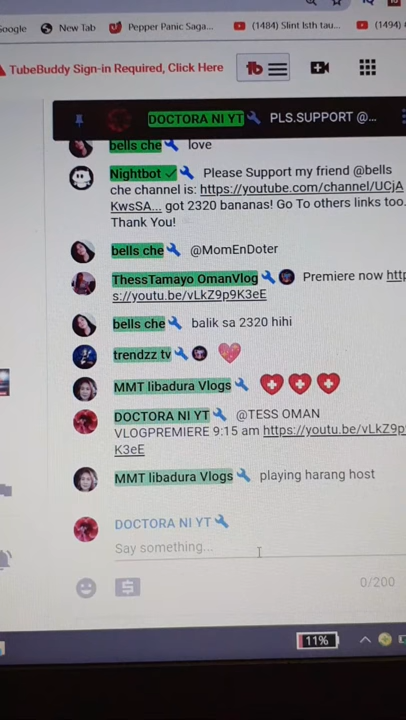 Google New Tab Pepper Panic Saga... (1484) Slint Isth tau... (1494)
TubeBuddy Sign-in Required, Click Here
DOCTORA NI YT PLS.SUPPORT @...
bells che love
Nightbot Please Support my friend @bells
che channel is: https://youtube.com/channel/UCjA
KwsSA... got 2320 bananas! Go To others links too.
Thank You!
bells che @MomEnDoter
ThessTamayo OmanVlog Premiere now http
s://youtu.be/vLkZ9p9K3eE
bells che balik sa 2320 hihi
trendzz tv
MMT libadura Vlogs
DOCTORA NI YT @TESS OMAN
VLOGPREMIERE 9:15 am https://youtu.be/vLkZ9p
K3eE
MMT libadura Vlogs playing harang host
DOCTORA NI YT
Say something...
0/200
11%